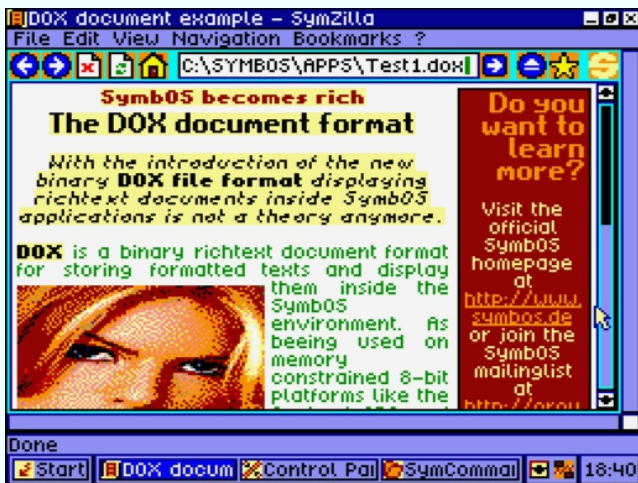 DOX document example - SymZilla
File Edit View Navigation Bookmarks ?
C:\SYMBOS\APPS\Test1.dox
SymbOS becomes rich
The DOX document format
With the introduction of the new
binary DOX file format displaying
richtext documents inside SymbOS
applications is not a theory anymore.
DOX is a binary richtext document format
for storing formatted texts and display
them inside the
SymbOS
environment. As
beeing used on
memory
constrained 8-bit
platforms like the
Do you
want to
learn
more?
Visit the
official
SymbOS
homepage
at
http://www.
symbos.de
or join the
SymbOS
mailinglist
at
Done
Start DOX docum Control Pan SymComman 18:40